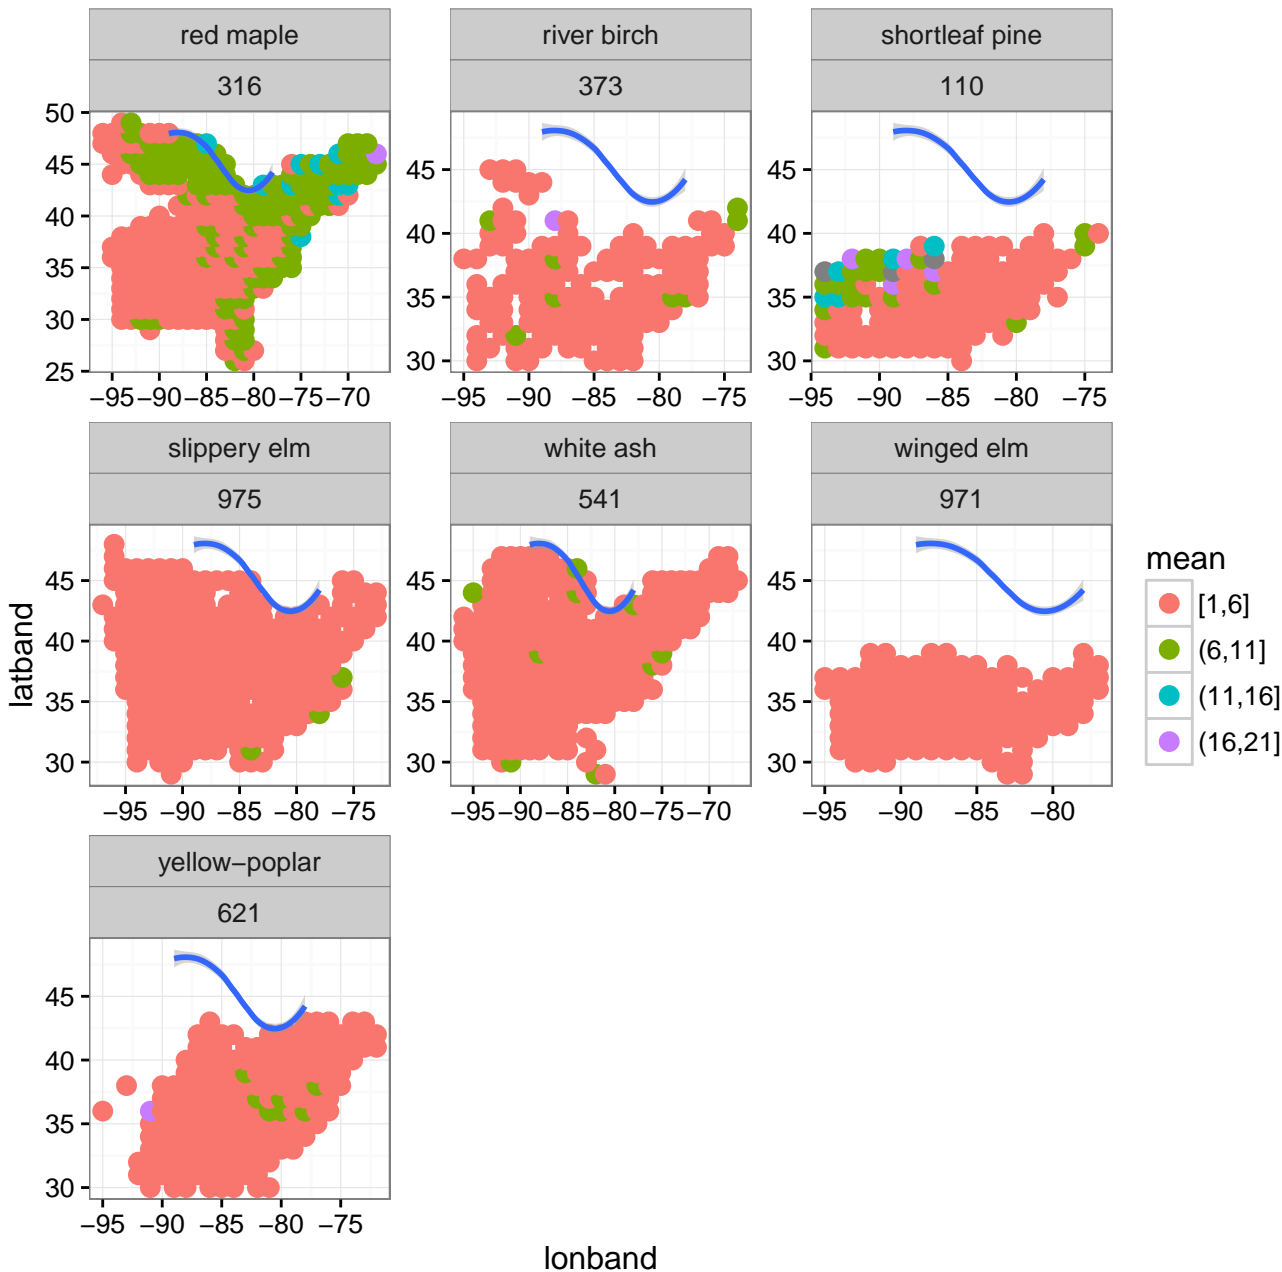 red maple
river birch
shortleaf pine
316
373
110
50
45
40
35
30
25
45
40
35
30
45
40
35
30
−95 −90 −85 −80 −75 −70
−95 −90 −85 −80 −75
−95 −90 −85 −80 −75
slippery elm
white ash
winged elm
975
541
971
45
40
35
30
45
40
35
30
45
40
35
30
−95 −90 −85 −80 −75
−95 −90 −85 −80 −75 −70
−95 −90 −85 −80
yellow−poplar
621
45
40
35
30
−95 −90 −85 −80 −75
latband
lonband
mean
[1,6]
(6,11]
(11,16]
(16,21]